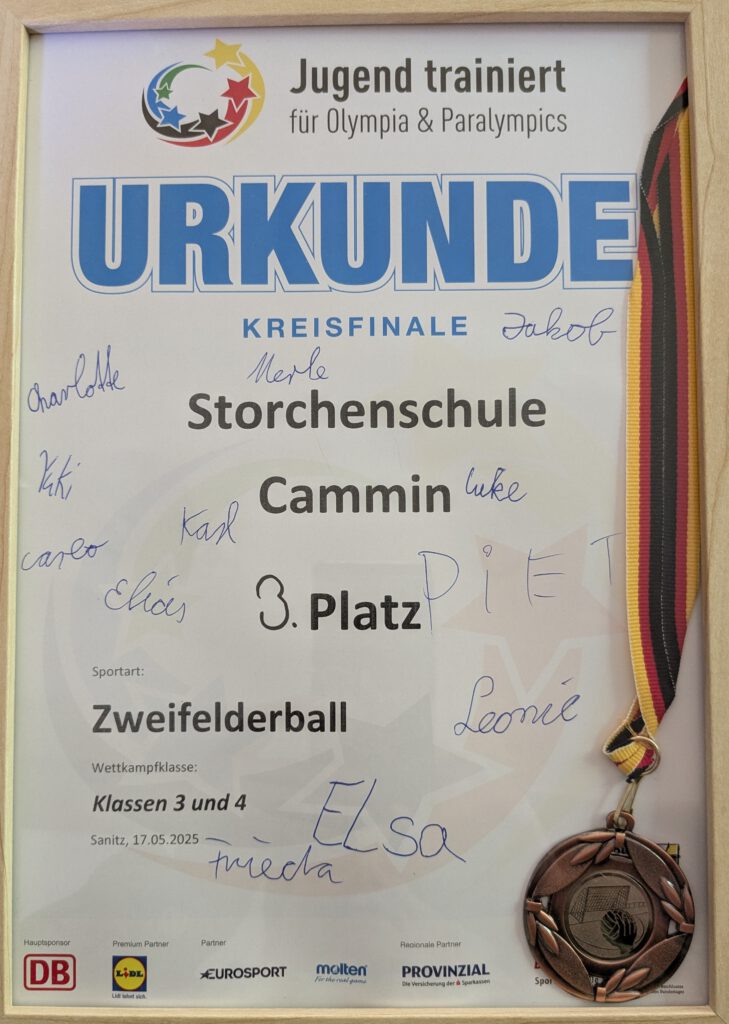 Jugend trainiert
für Olympia & Paralympics
URKUNDE
KREISFINALE
Jakob
Merle
Charlotte
Storchenschule
Kiki
Cammin
Luke
Karl
Carlo
Elias
3. Platz
PiET
Sportart:
Zweifelderball
Leonie
Wettkampfklasse:
Klassen 3 und 4
Sanitz, 17.05.2025
ELsa
Frieda
Hauptsponsor
Premium Partner
Partner
Regionale Partner
DB
LIDL
Lidl lohnt sich.
EUROSPORT
molten
For the real game
PROVINZIAL
Die Versicherung der Sparkassen